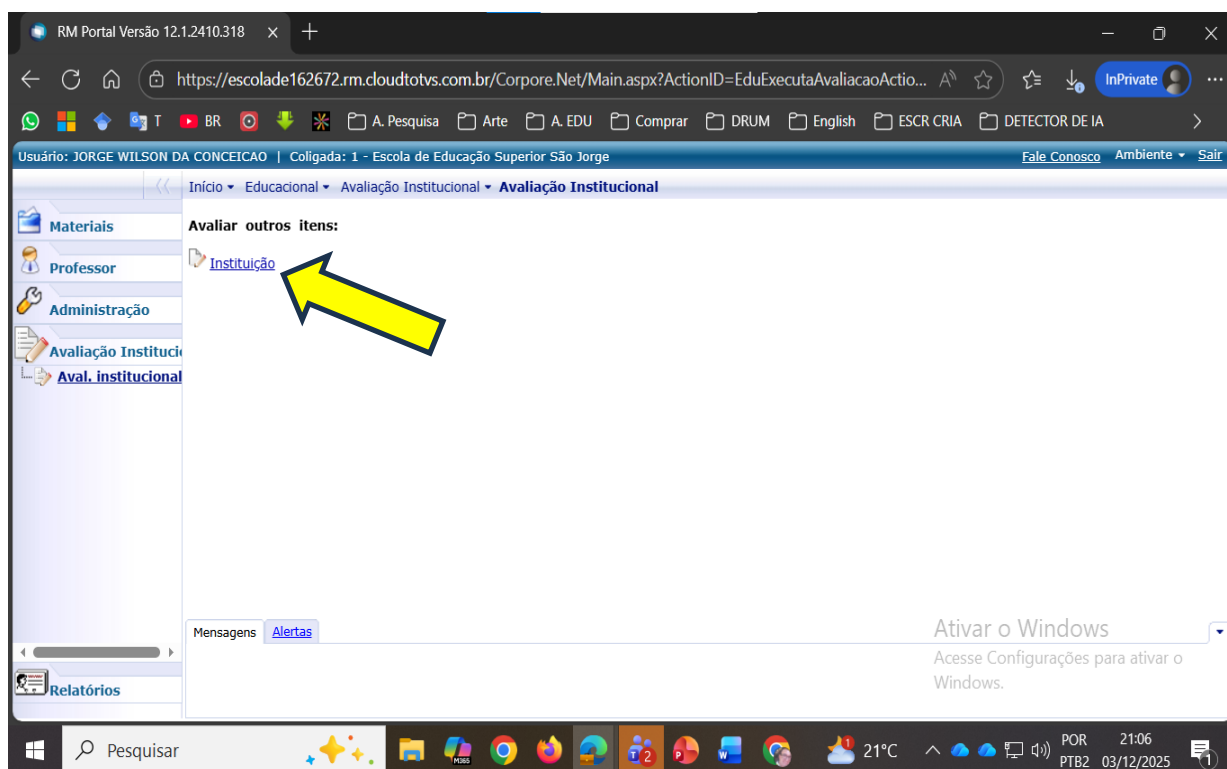 RM Portal Versão 12.1.2410.318
https://escolade162672.rm.cloudtotvs.com.br/Corpore.Net/Main.aspx?ActionID=EduExecutaAvaliacaoActio...
InPrivate
T
BR
A. Pesquisa
Arte
A. EDU
Comprar
DRUM
English
ESCR CRIA
DETECTOR DE IA
Usuário: JORGE WILSON DA CONCEICAO | Coligada: 1 - Escola de Educação Superior São Jorge
Fale Conosco Ambiente Sair
Início Educacional Avaliação Institucional Avaliação Institucional
Materiais
Professor
Administração
Avaliação Instituci
Aval. institucional
Relatórios
Avaliar outros itens:
Instituição
Mensagens Alertas
Ativar o Windows
Acesse Configurações para ativar o
Windows.
Pesquisar
M365
2
21°C
POR
PTB2
21:06
03/12/2025
1